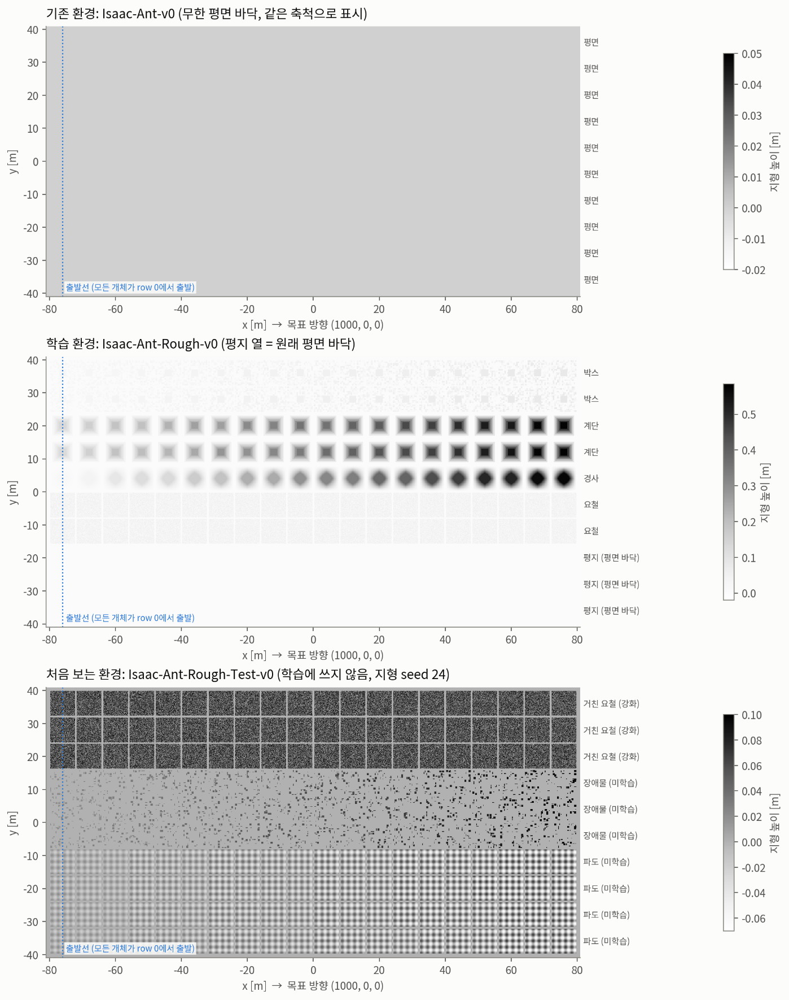 기존 환경: Isaac-Ant-v0 (무한 평면 바닥, 같은 축척으로 표시)
40
30
20
10
0
-10
-20
-30
-40
y [m]
평면
평면
평면
평면
평면
평면
평면
평면
평면
평면
출발선 (모든 개체가 row 0에서 출발)
-80
-60
-40
-20
0
20
40
60
80
x [m] → 목표 방향 (1000, 0, 0)
0.05
0.04
0.03
0.02
0.01
0.00
-0.01
-0.02
지형 높이 [m]
학습 환경: Isaac-Ant-Rough-v0 (평지 열 = 원래 평면 바닥)
40
30
20
10
0
-10
-20
-30
-40
y [m]
박스
박스
계단
계단
경사
요철
요철
평지 (평면 바닥)
평지 (평면 바닥)
평지 (평면 바닥)
출발선 (모든 개체가 row 0에서 출발)
-80
-60
-40
-20
0
20
40
60
80
x [m] → 목표 방향 (1000, 0, 0)
0.5
0.4
0.3
0.2
0.1
0.0
지형 높이 [m]
처음 보는 환경: Isaac-Ant-Rough-Test-v0 (학습에 쓰지 않음, 지형 seed 24)
40
30
20
10
0
-10
-20
-30
-40
y [m]
거친 요철 (강화)
거친 요철 (강화)
거친 요철 (강화)
장애물 (미학습)
장애물 (미학습)
장애물 (미학습)
파도 (미학습)
파도 (미학습)
파도 (미학습)
파도 (미학습)
출발선 (모든 개체가 row 0에서 출발)
-80
-60
-40
-20
0
20
40
60
80
x [m] → 목표 방향 (1000, 0, 0)
0.10
0.08
0.06
0.04
0.02
0.00
-0.02
-0.04
-0.06
지형 높이 [m]